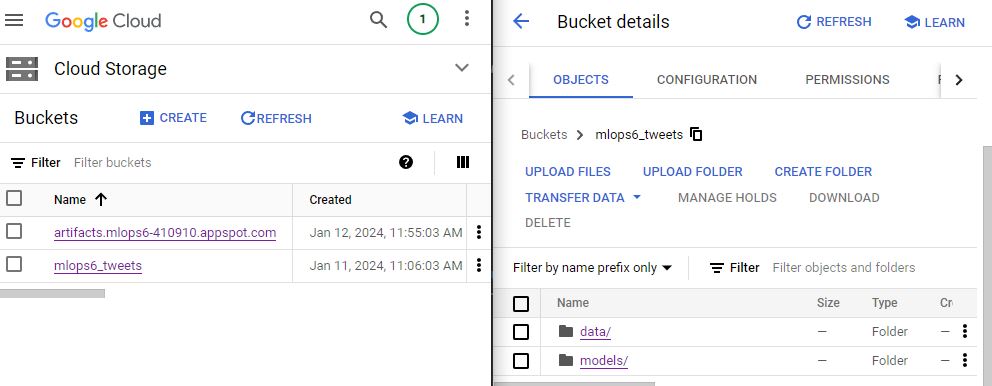 Google Cloud
1
Cloud Storage
Buckets CREATE REFRESH LEARN
Filter Filter buckets
Name Created
artifacts.mlops6-410910.appspot.com Jan 12, 2024, 11:55:03 AM
mlops6_tweets Jan 11, 2024, 11:06:03 AM
Bucket details REFRESH LEARN
OBJECTS CONFIGURATION PERMISSIONS
Buckets mlops6_tweets
UPLOAD FILES UPLOAD FOLDER CREATE FOLDER
TRANSFER DATA MANAGE HOLDS DOWNLOAD
DELETE
Filter by name prefix only Filter Filter objects and folders
Name Size Type Cr
data/ — Folder —
models/ — Folder —